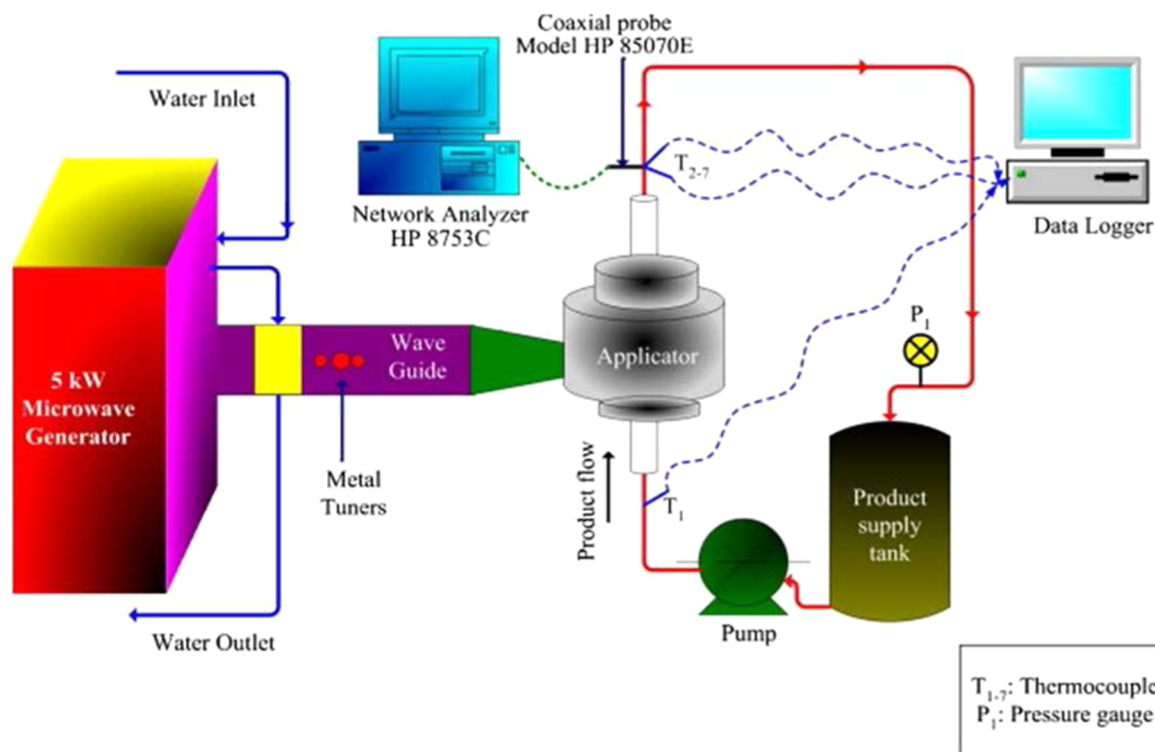 Coaxial probe
Model HP 85070E
Water Inlet
T2-7
Network Analyzer
HP 8753C
Data Logger
P1
Wave
Guide
Applicator
5 kW
Microwave
Generator
Metal
Tuners
Product flow
T1
Product
supply
tank
Pump
Water Outlet
T1-7: Thermocouple
P1: Pressure gauge